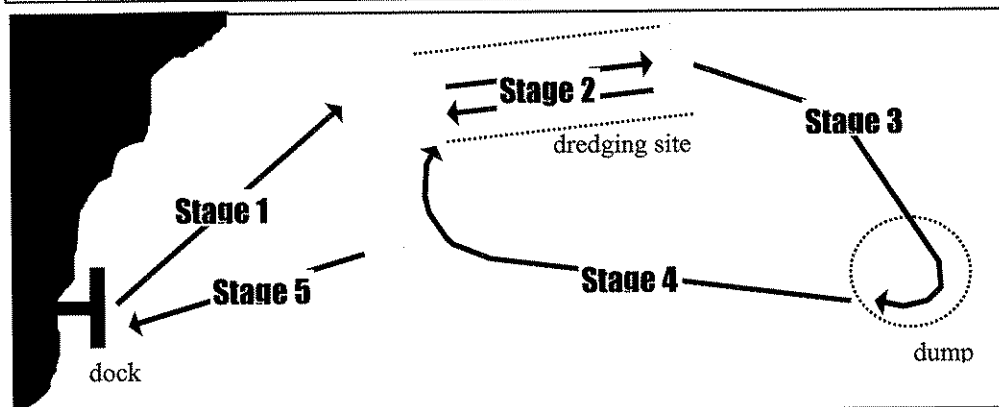 Stage 2
Stage 3
dredging site
Stage 1
Stage 4
Stage 5
dump
dock